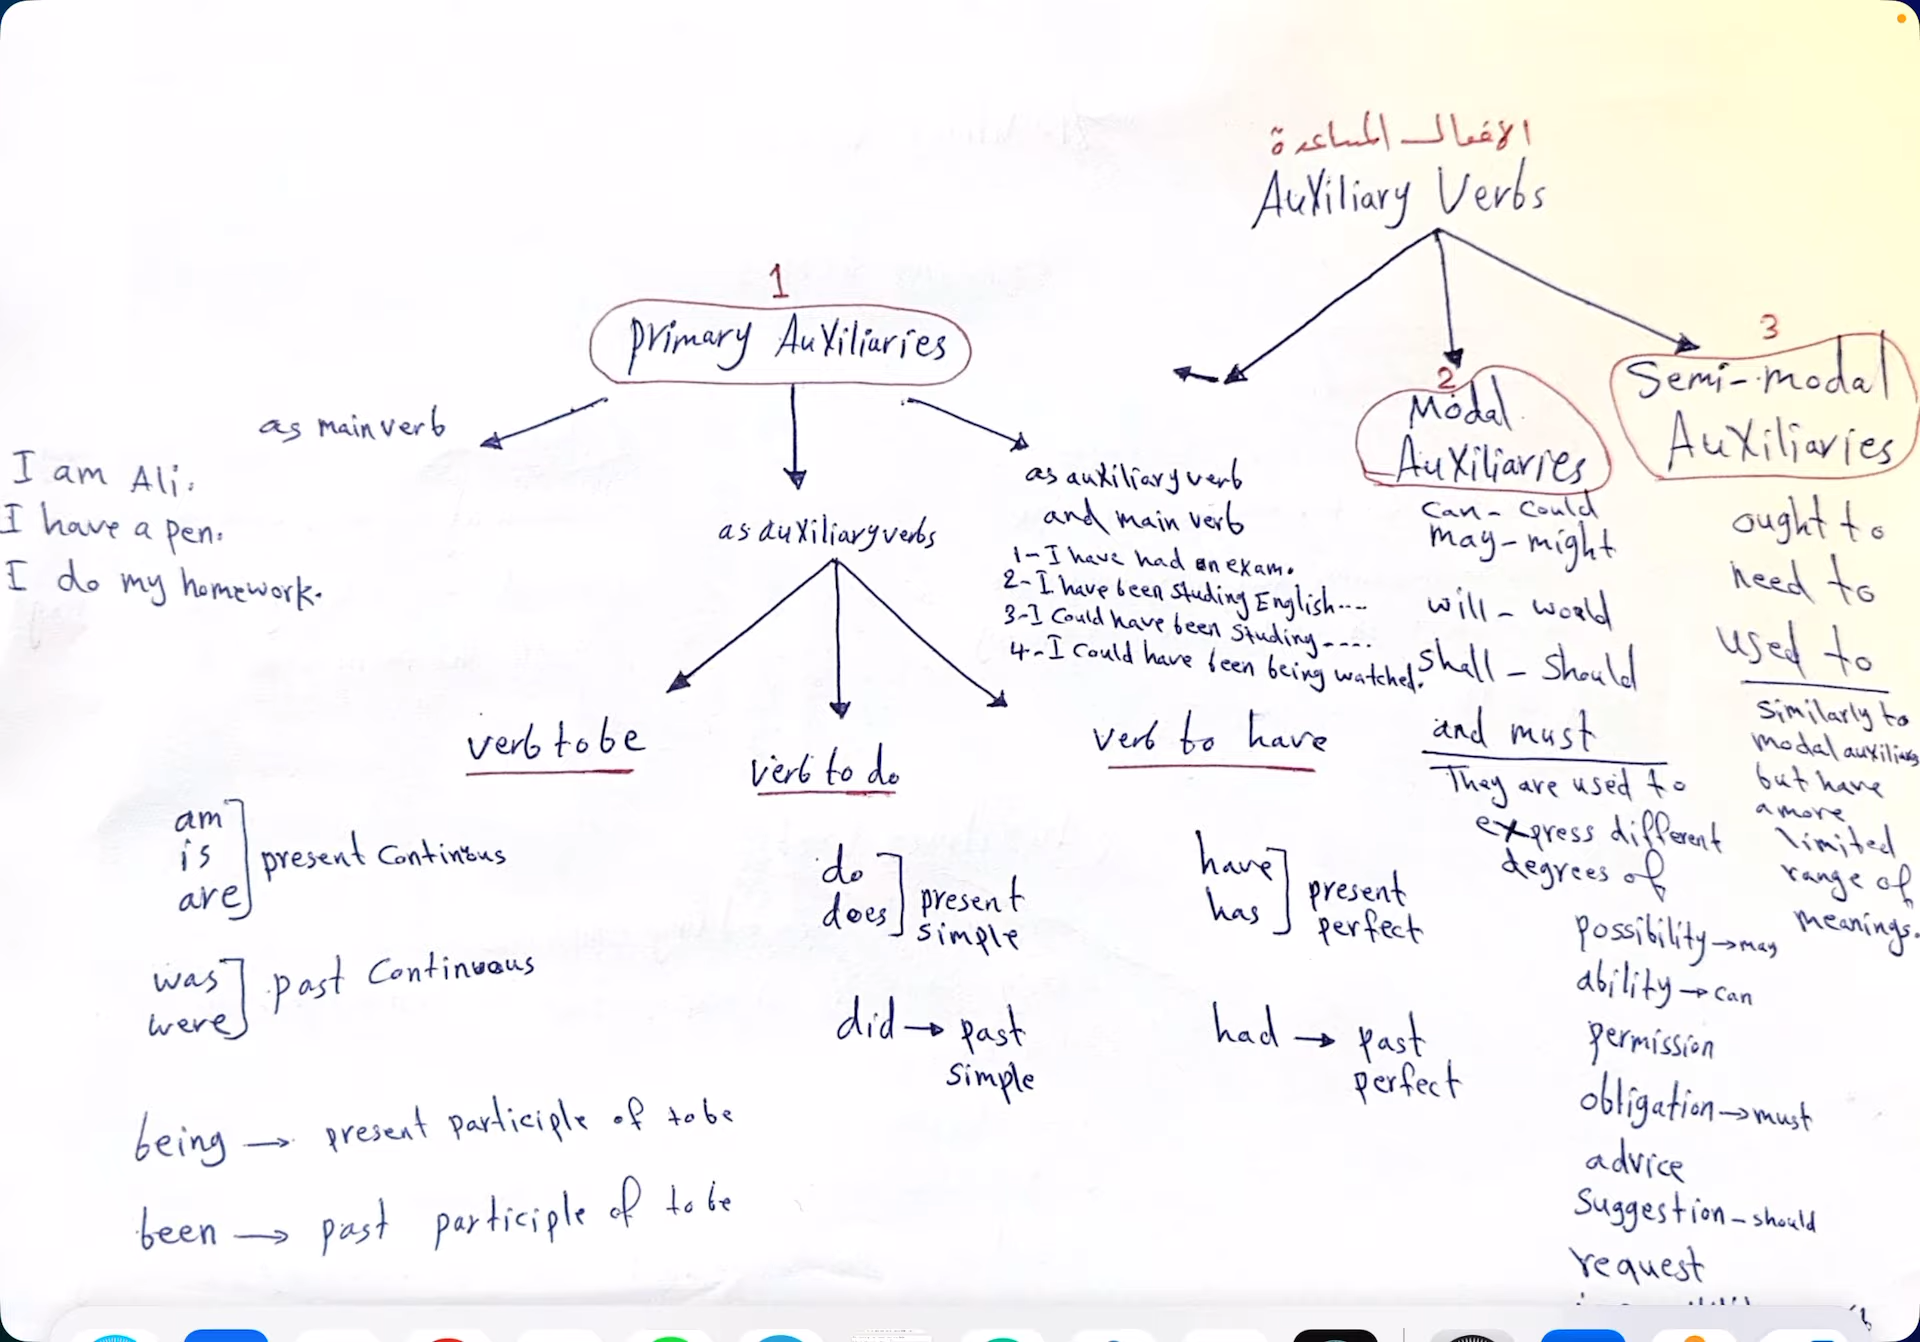 الافعال المساعدة
Auxiliary Verbs
1
primary Auxiliaries
as main verb
I am Ali.
I have a pen.
I do my homework.
as auxiliary verbs
verb to be
am
is
are
present Continous
was
were
past Continuous
being → present participle of to be
been → past participle of to be
verb to do
do
does
present
simple
did → past
simple
verb to have
have
has
present
perfect
had → past
perfect
as auxiliary verb
and main verb
1-I have had an exam.
2-I have been studing English....
3-I Could have been studing....
4-I Could have been being watched.
2
Modal
Auxiliaries
can - could
may - might
will - would
shall - should
and must
They are used to
express different
degrees of
possibility → may
ability → can
permission
obligation → must
advice
suggestion - should
request
3
Semi-modal
Auxiliaries
ought to
need to
used to
similarly to
modal auxiliaries
but have
a more
limited
range of
meanings.